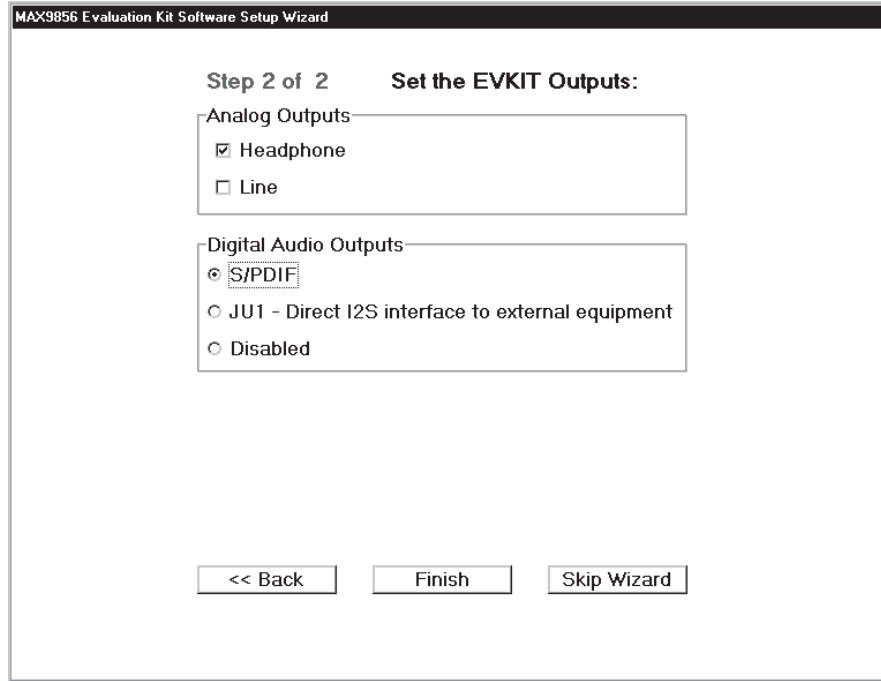 MAX9856 Evaluation Kit Software Setup Wizard
Step 2 of 2 Set the EVKIT Outputs:
Analog Outputs
Headphone
Line
Digital Audio Outputs
S/PDIF
JU1 - Direct I2S interface to external equipment
Disabled
<< Back Finish Skip Wizard